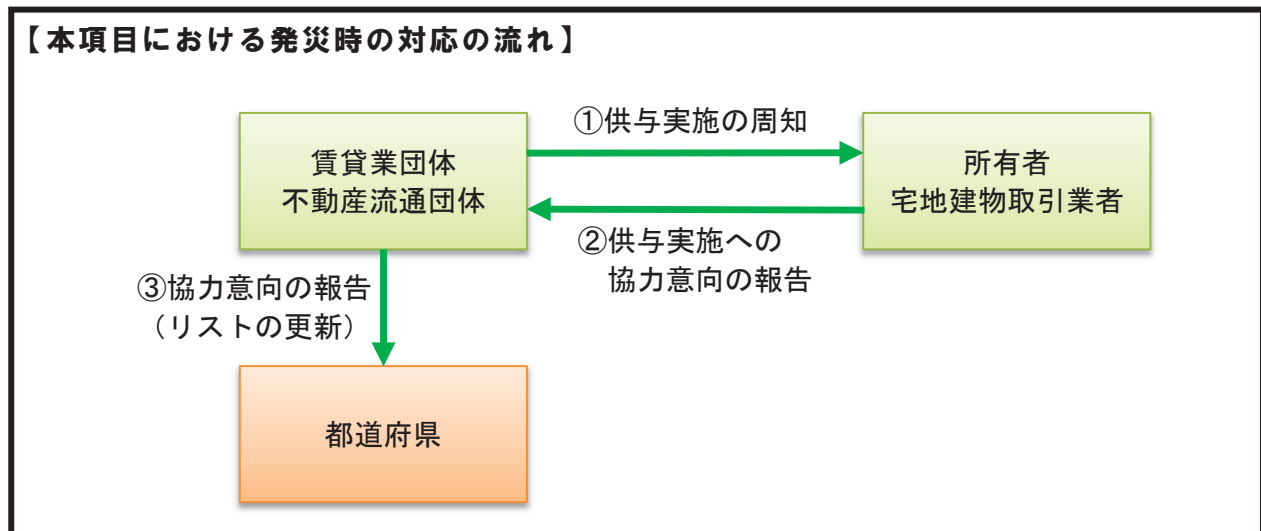 【本項目における発災時の対応の流れ】
①供与実施の周知
賃貸業団体
不動産流通団体
所有者
宅地建物取引業者
②供与実施への
協力意向の報告
③協力意向の報告
（リストの更新）
都道府県